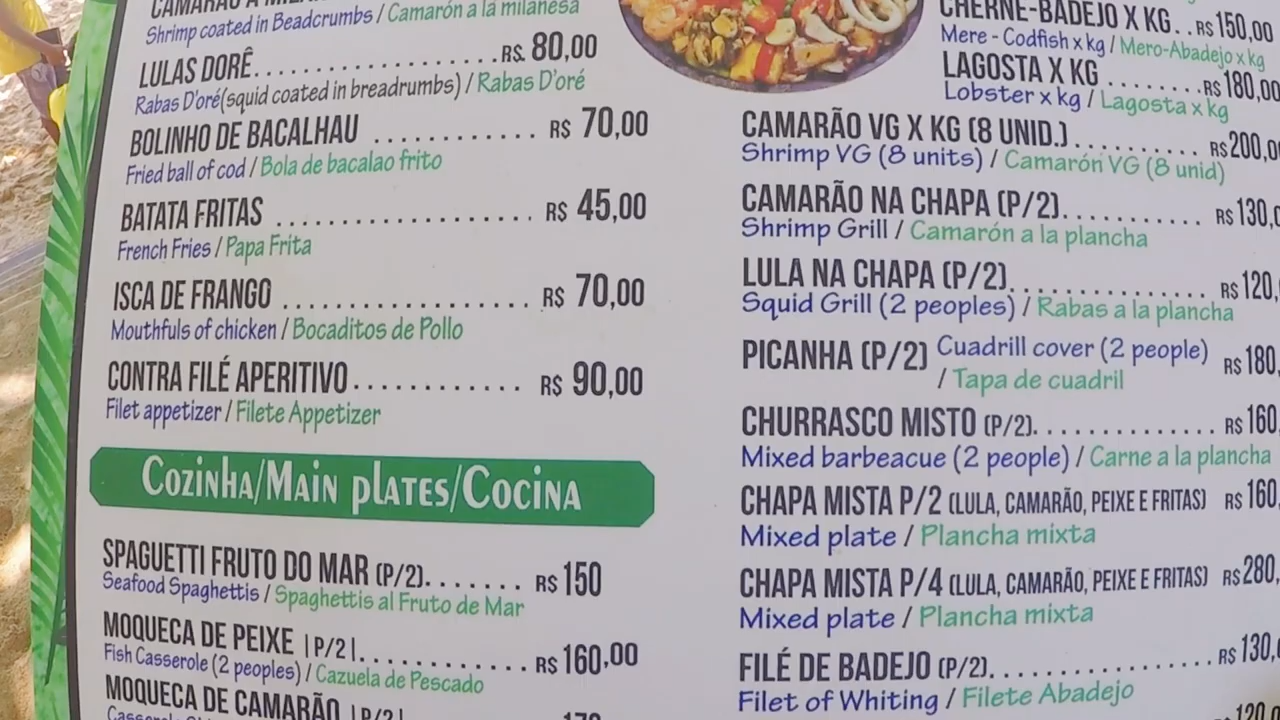 Shrimp coated in Beadcrumbs / Camarón a la milanesa
LULAS DORÊ.....................RS. 80,00
Rabas D'oré(squid coated in breadrumbs) / Rabas D'oré
BOLINHO DE BACALHAU ............ RS 70,00
Fried ball of cod / Bola de bacalao frito
BATATA FRITAS ..................... RS 45,00
French Fries / Papa Frita
ISCA DE FRANGO .................... RS 70,00
Mouthfuls of chicken / Bocaditos de Pollo
CONTRA FILÉ APERITIVO............ RS 90,00
Filet appetizer / Filete Appetizer
COZINHA/MAIN PLATES/COCINA
SPAGUETTI FRUTO DO MAR (P/2)....... RS 150
Seafood Spaghettis / Spaghettis al Fruto de Mar
MOQUECA DE PEIXE |P/2|............. RS 160,00
Fish Casserole (2 peoples) / Cazuela de Pescado
MOQUECA DE CAMARÃO |P/2|
CHERNE-BADEJO X KG.. RS 150,00
Mere - Codfish x kg / Mero-Abadejo x kg
LAGOSTA X KG ........RS 180,00
Lobster x kg / Lagosta x kg
CAMARÃO VG X KG (8 UNID.).......... RS 200,0
Shrimp VG (8 units) / Camarón VG (8 unid)
CAMARÃO NA CHAPA (P/2)........... RS 130,
Shrimp Grill / Camarón a la plancha
LULA NA CHAPA (P/2)................ RS 120,
Squid Grill (2 peoples) / Rabas a la plancha
PICANHA (P/2) Cuadrill cover (2 people) RS 180,
/ Tapa de cuadril
CHURRASCO MISTO (P/2).............. RS 160,
Mixed barbeacue (2 people) / Carne a la plancha
CHAPA MISTA P/2 (LULA, CAMARÃO, PEIXE E FRITAS) RS 160,
Mixed plate / Plancha mixta
CHAPA MISTA P/4 (LULA, CAMARÃO, PEIXE E FRITAS) RS 280,
Mixed plate / Plancha mixta
FILÉ DE BADEJO (P/2)................ RS 130,
Filet of Whiting / Filete Abadejo